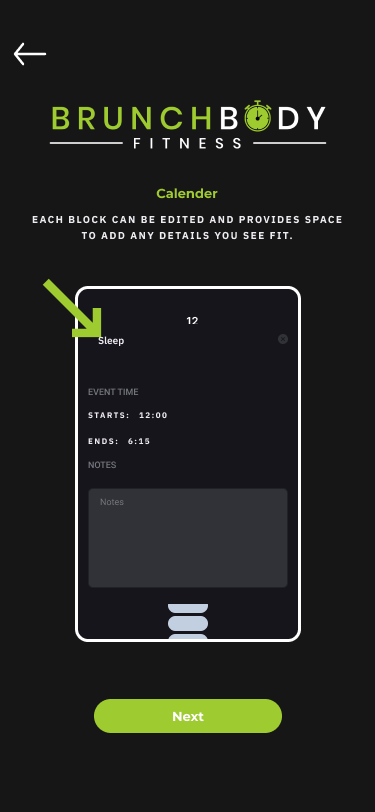 BRUNCHBODY
FITNESS
Calender
EACH BLOCK CAN BE EDITED AND PROVIDES SPACE
TO ADD ANY DETAILS YOU SEE FIT.
12
Sleep
EVENT TIME
STARTS: 12:00
ENDS: 6:15
NOTES
Notes
Next